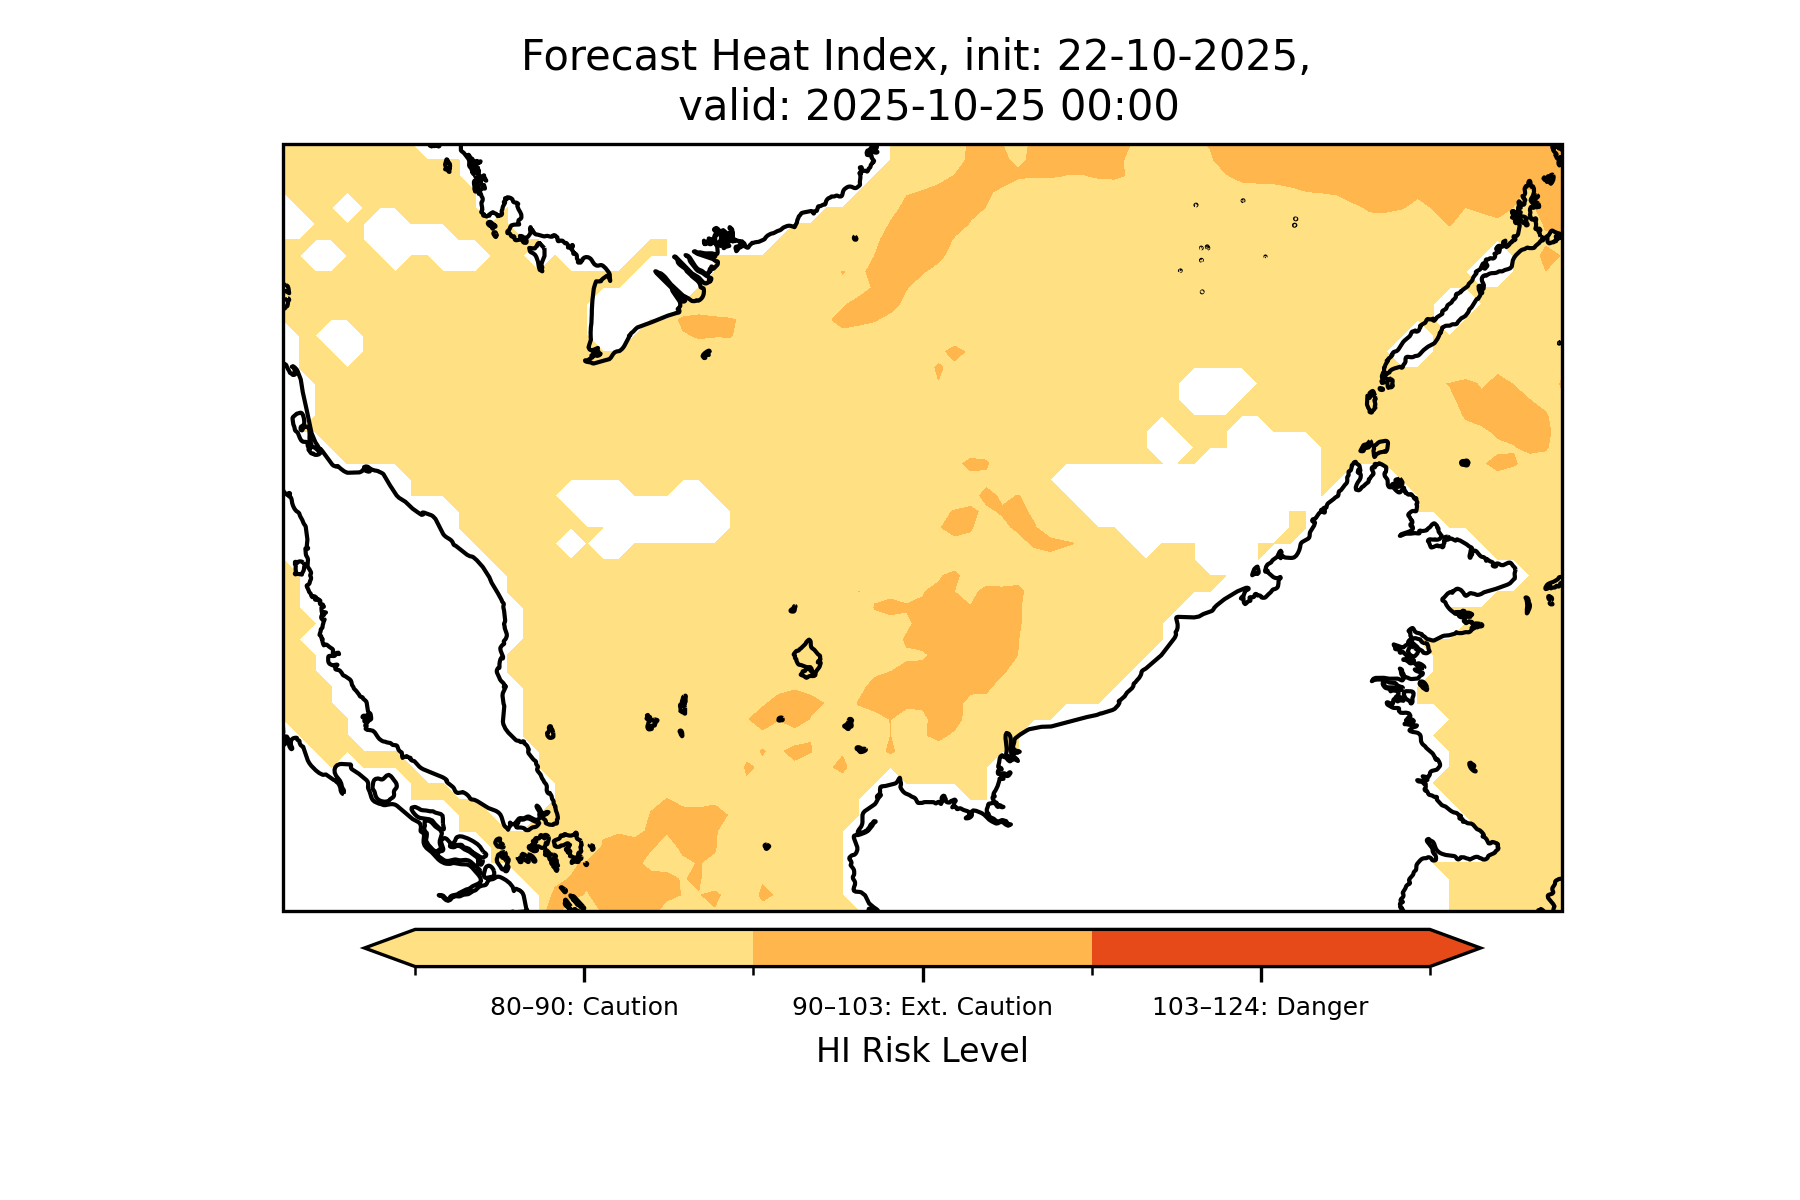 Forecast Heat Index, init: 22-10-2025,
valid: 2025-10-25 00:00
80–90: Caution
90–103: Ext. Caution
103–124: Danger
HI Risk Level